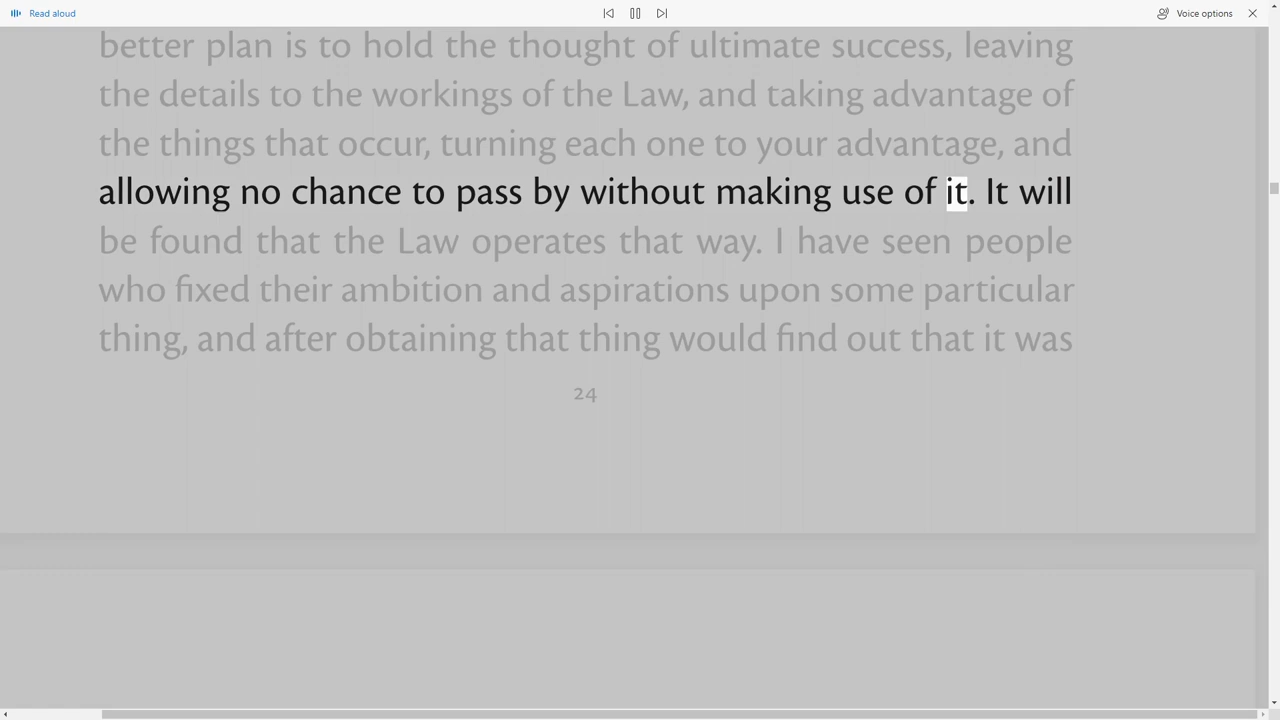 Read aloud
Voice options
better plan is to hold the thought of ultimate success, leaving
the details to the workings of the Law, and taking advantage of
the things that occur, turning each one to your advantage, and
allowing no chance to pass by without making use of it. It will
be found that the Law operates that way. I have seen people
who fixed their ambition and aspirations upon some particular
thing, and after obtaining that thing would find out that it was
24